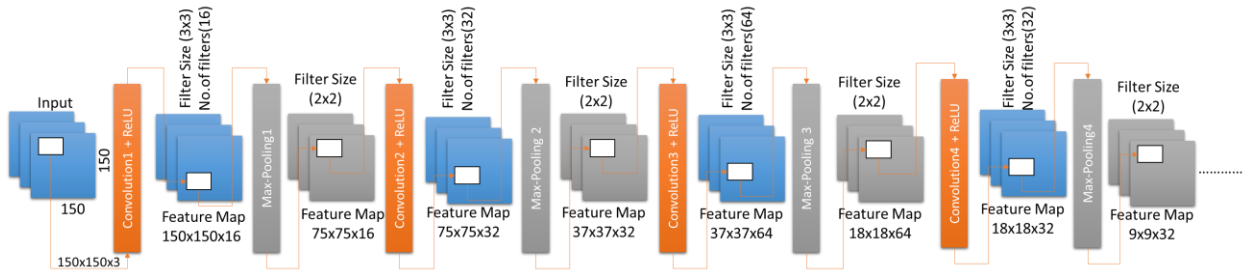 Input
150
150
150x150x3
Convolution1 + ReLU
Filter Size (3x3)
No.of filters(16)
Feature Map
150x150x16
Max-Pooling1
Filter Size
(2x2)
Feature Map
75x75x16
Convolution2 + ReLU
Filter Size (3x3)
No.of filters(32)
Feature Map
75x75x32
Max-Pooling 2
Filter Size
(2x2)
Feature Map
37x37x32
Convolution3 + ReLU
Filter Size (3x3)
No.of filters(64)
Feature Map
37x37x64
Max-Pooling 3
Filter Size
(2x2)
Feature Map
18x18x64
Convolution4 + ReLU
Filter Size (3x3)
No.of filters(32)
Feature Map
18x18x32
Max-Pooling4
Filter Size
(2x2)
Feature Map
9x9x32